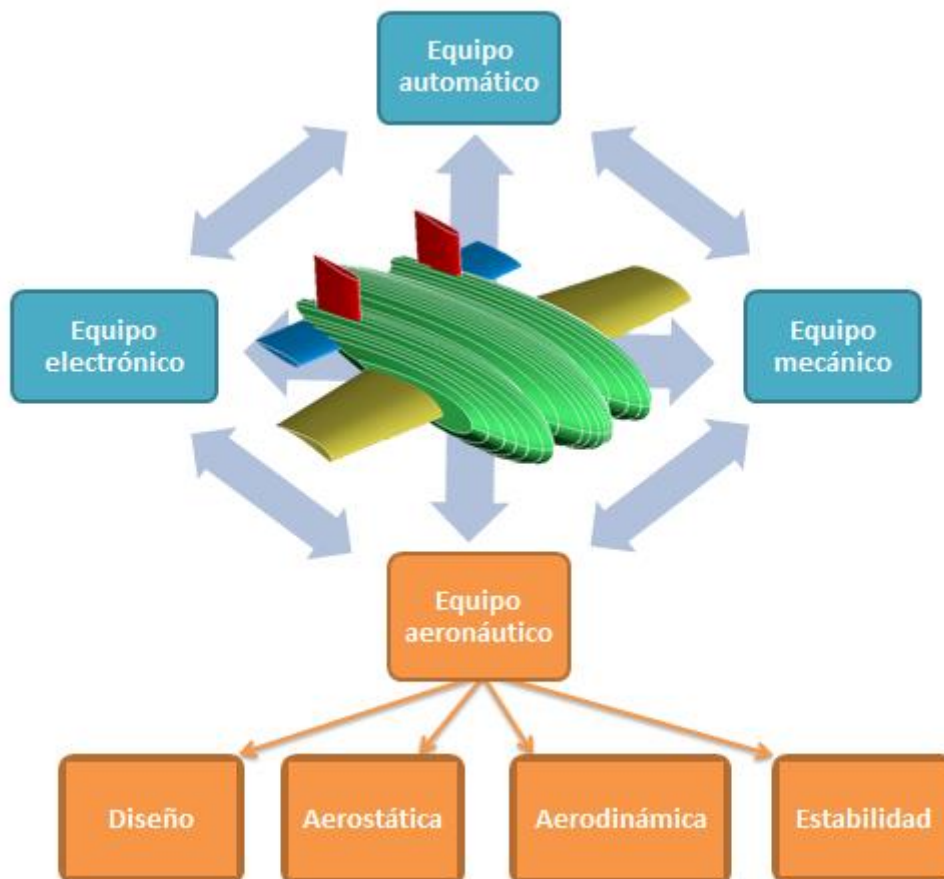 Equipo
automático
Equipo
electrónico
Equipo
mecánico
Equipo
aeronáutico
Diseño
Aerostática
Aerodinámica
Estabilidad